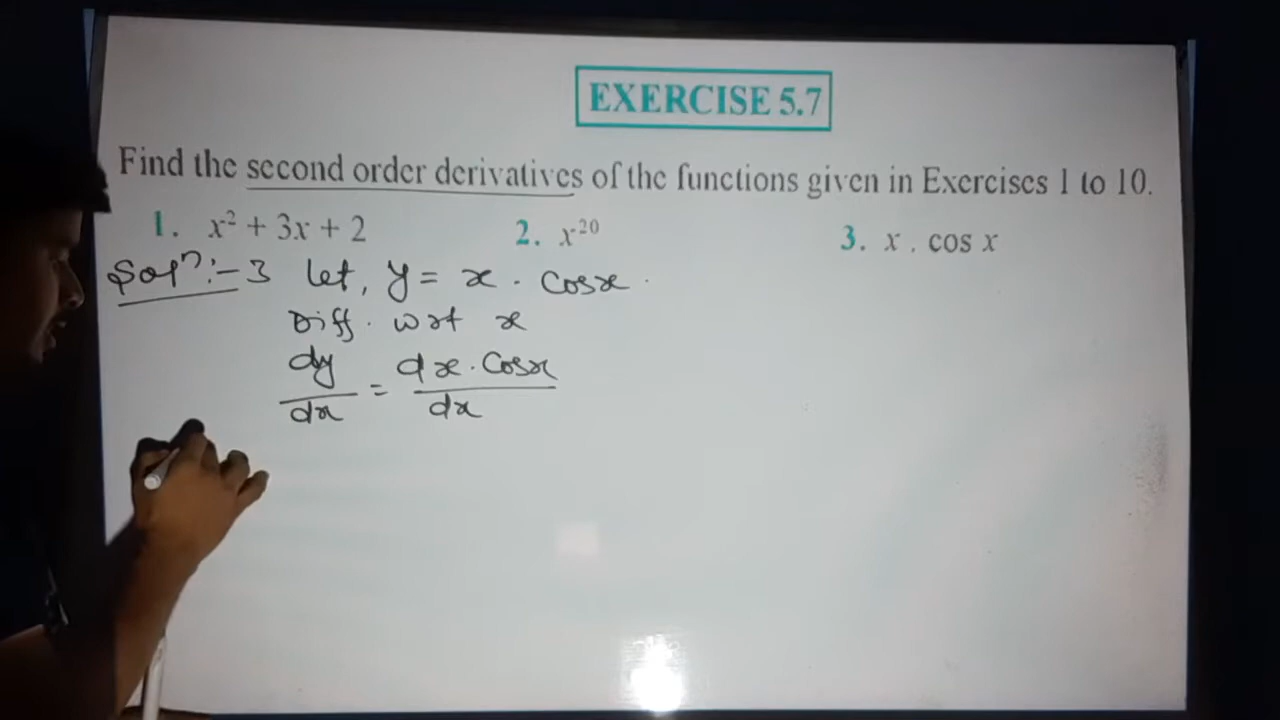 EXERCISE 5.7
Find the second order derivatives of the functions given in Exercises 1 to 10.
1. x² + 3x + 2 2. x²⁰ 3. x . cos x
Solⁿ:- 3 let, y = x . Cosx .
Diff. wrt x
dy/dx = dx . Cosx/dx